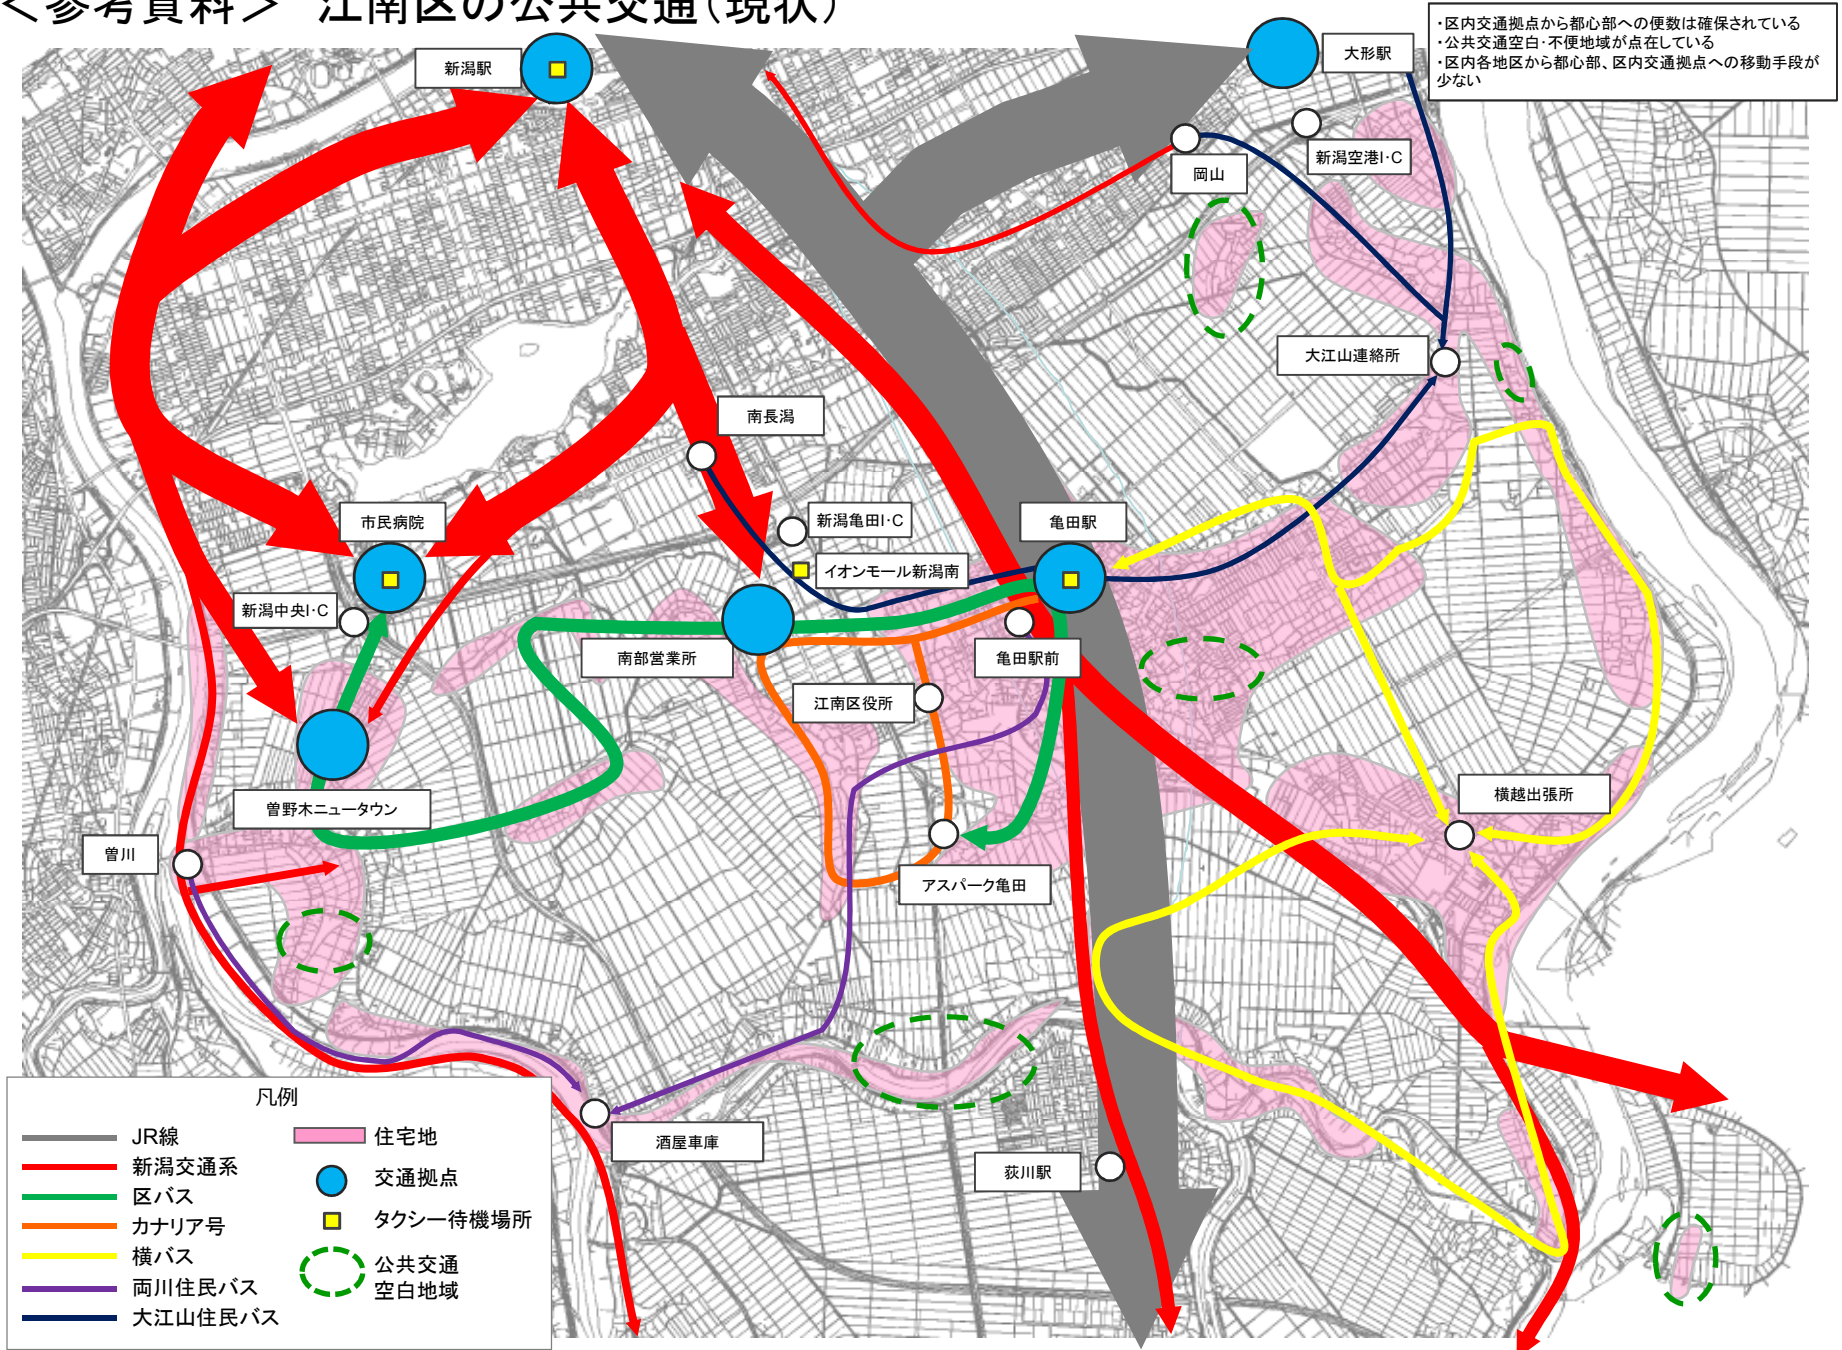 ＜参考資料＞　江南区の公共交通（現状）
・区内交通拠点から都心部への便数は確保されている
・公共交通空白・不便地域が点在している
・区内各地区から都心部、区内交通拠点への移動手段が
少ない
新潟駅
大形駅
新潟空港I・C
岡山
大江山連絡所
南長潟
市民病院
新潟亀田I・C
亀田駅
イオンモール新潟南
新潟中央I・C
南部営業所
亀田駅前
江南区役所
曽野木ニュータウン
横越出張所
曽川
アスパーク亀田
酒屋車庫
荻川駅
凡例
JR線
新潟交通系
区バス
カナリア号
横バス
両川住民バス
大江山住民バス
住宅地
交通拠点
タクシー待機場所
公共交通
空白地域